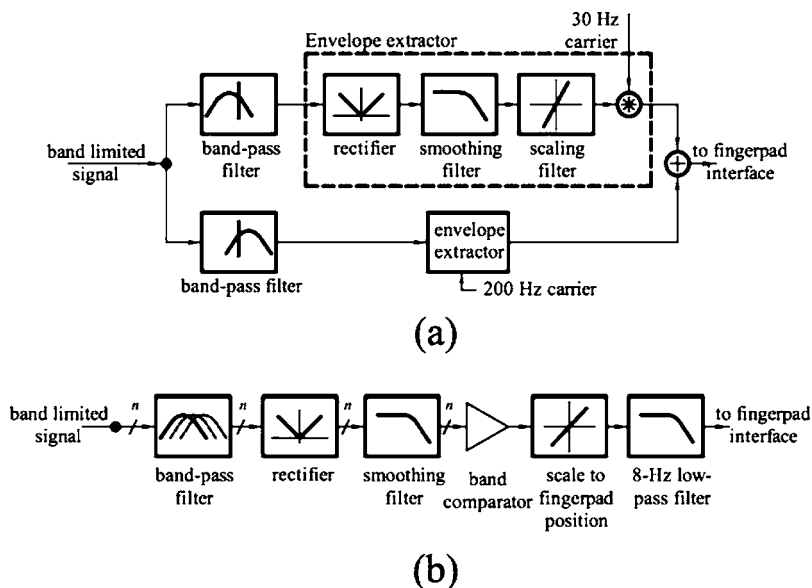 30 Hz
carrier
Envelope extractor
band limited
signal
band-pass
filter
rectifier
smoothing
filter
scaling
filter
to fingerpad
interface
band-pass filter
envelope
extractor
200 Hz carrier
(a)
band limited
signal
n
n
n
n
to fingerpad
interface
band-pass
filter
rectifier
smoothing
filter
band
comparator
scale to
fingerpad
position
8-Hz low-
pass filter
(b)